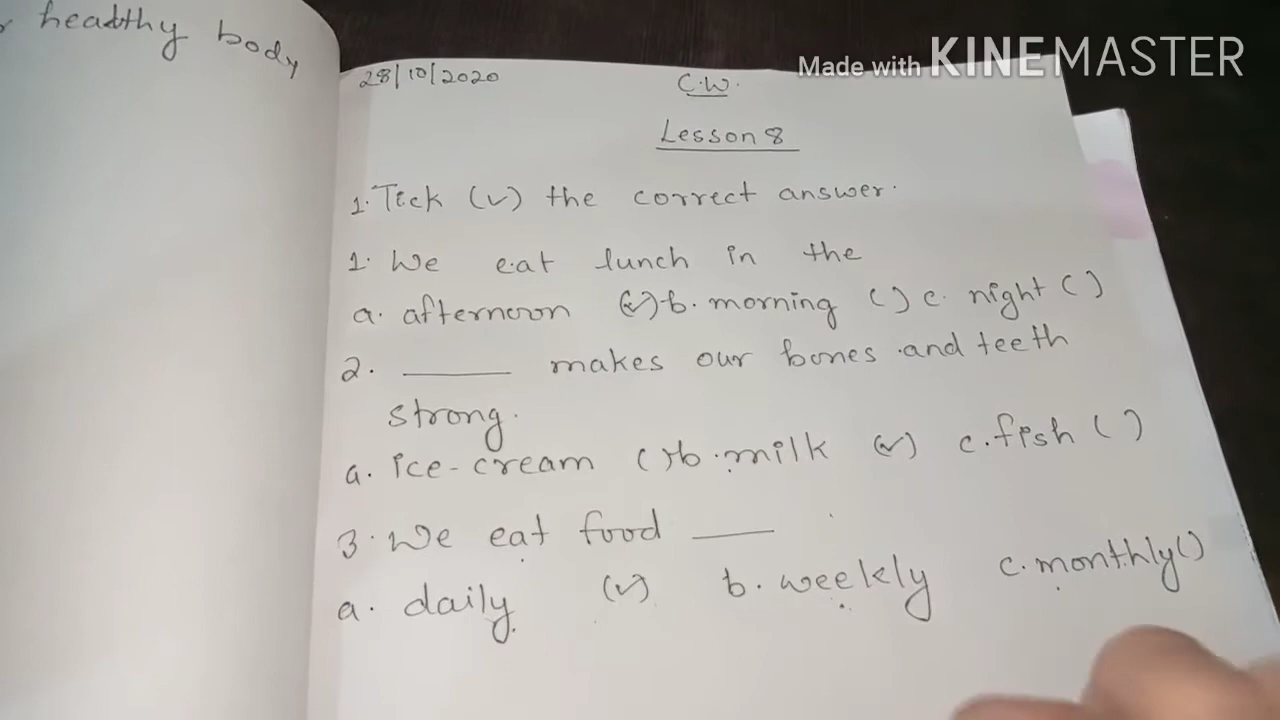 healthy body
Made with KINEMASTER
28/10/2020 C.W.
Lesson 8
1. Tick (✓) the correct answer.
1. We eat lunch in the
a. afternoon (✓) b. morning ( ) c. night ( )
2. ______ makes our bones and teeth
strong.
a. ice-cream ( ) b. milk (✓) c. fish ( )
3. We eat food ____
a. daily (✓) b. weekly c. monthly ( )